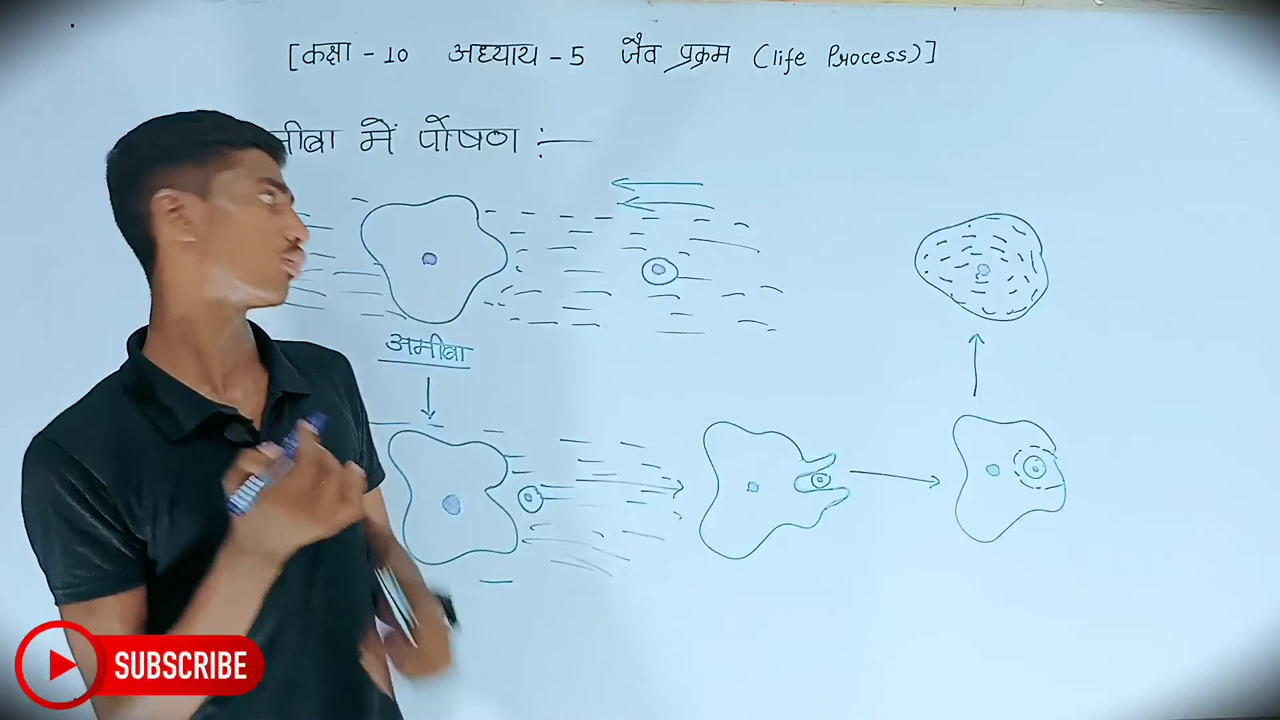 [कक्षा - 10 अध्याय - 5 जैव प्रक्रम (life Process)]
में पोषण :—
अमीबा
SUBSCRIBE